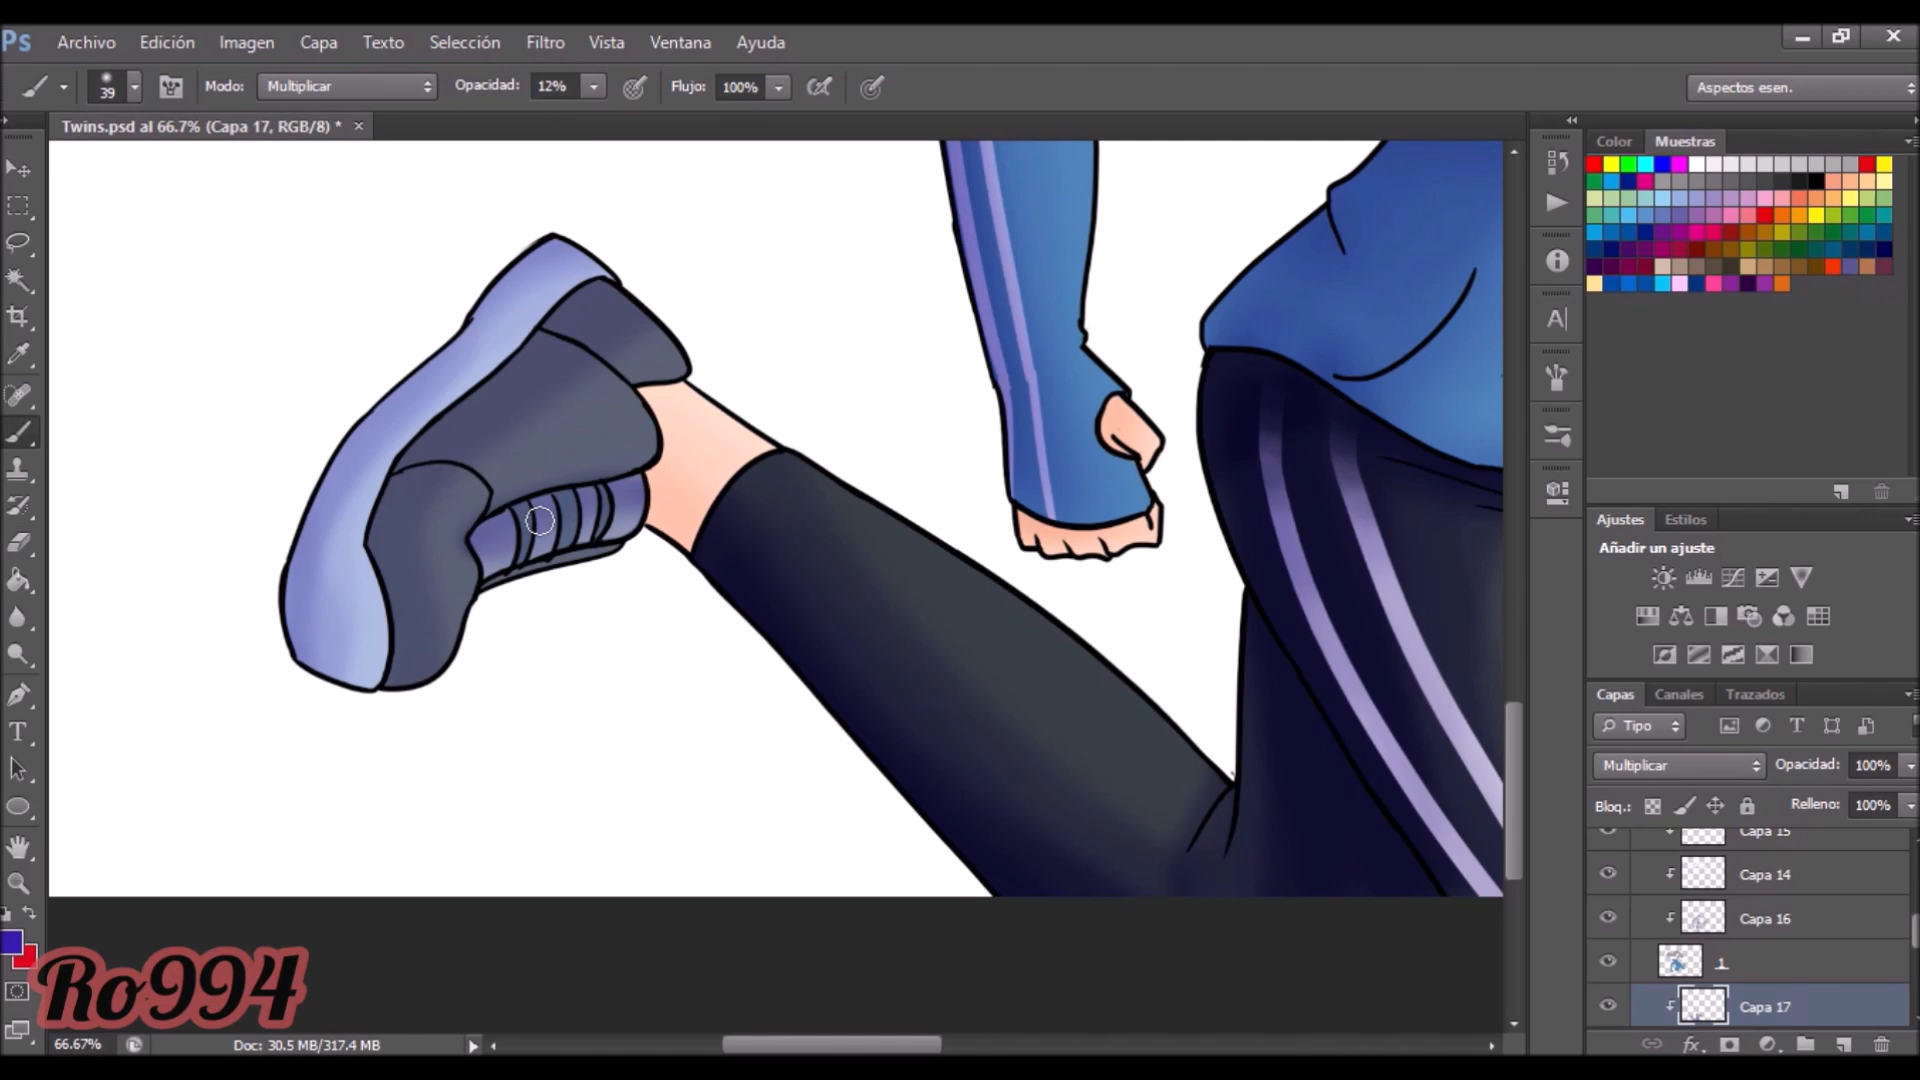 Ps Archivo Edición Imagen Capa Texto Selección Filtro Vista Ventana Ayuda
39 Modo: Multiplicar Opacidad: 12% Flujo: 100% Aspectos esen.
Twins.psd al 66.7% (Capa 17, RGB/8) *
Color Muestras
Ajustes Estilos
Añadir un ajuste
Capas Canales Trazados
Tipo
Multiplicar Opacidad: 100%
Bloq.: Relleno: 100%
Capa 15
Capa 14
Capa 16
1
Capa 17
Ro994
66.67% Doc: 30.5 MB/317.4 MB